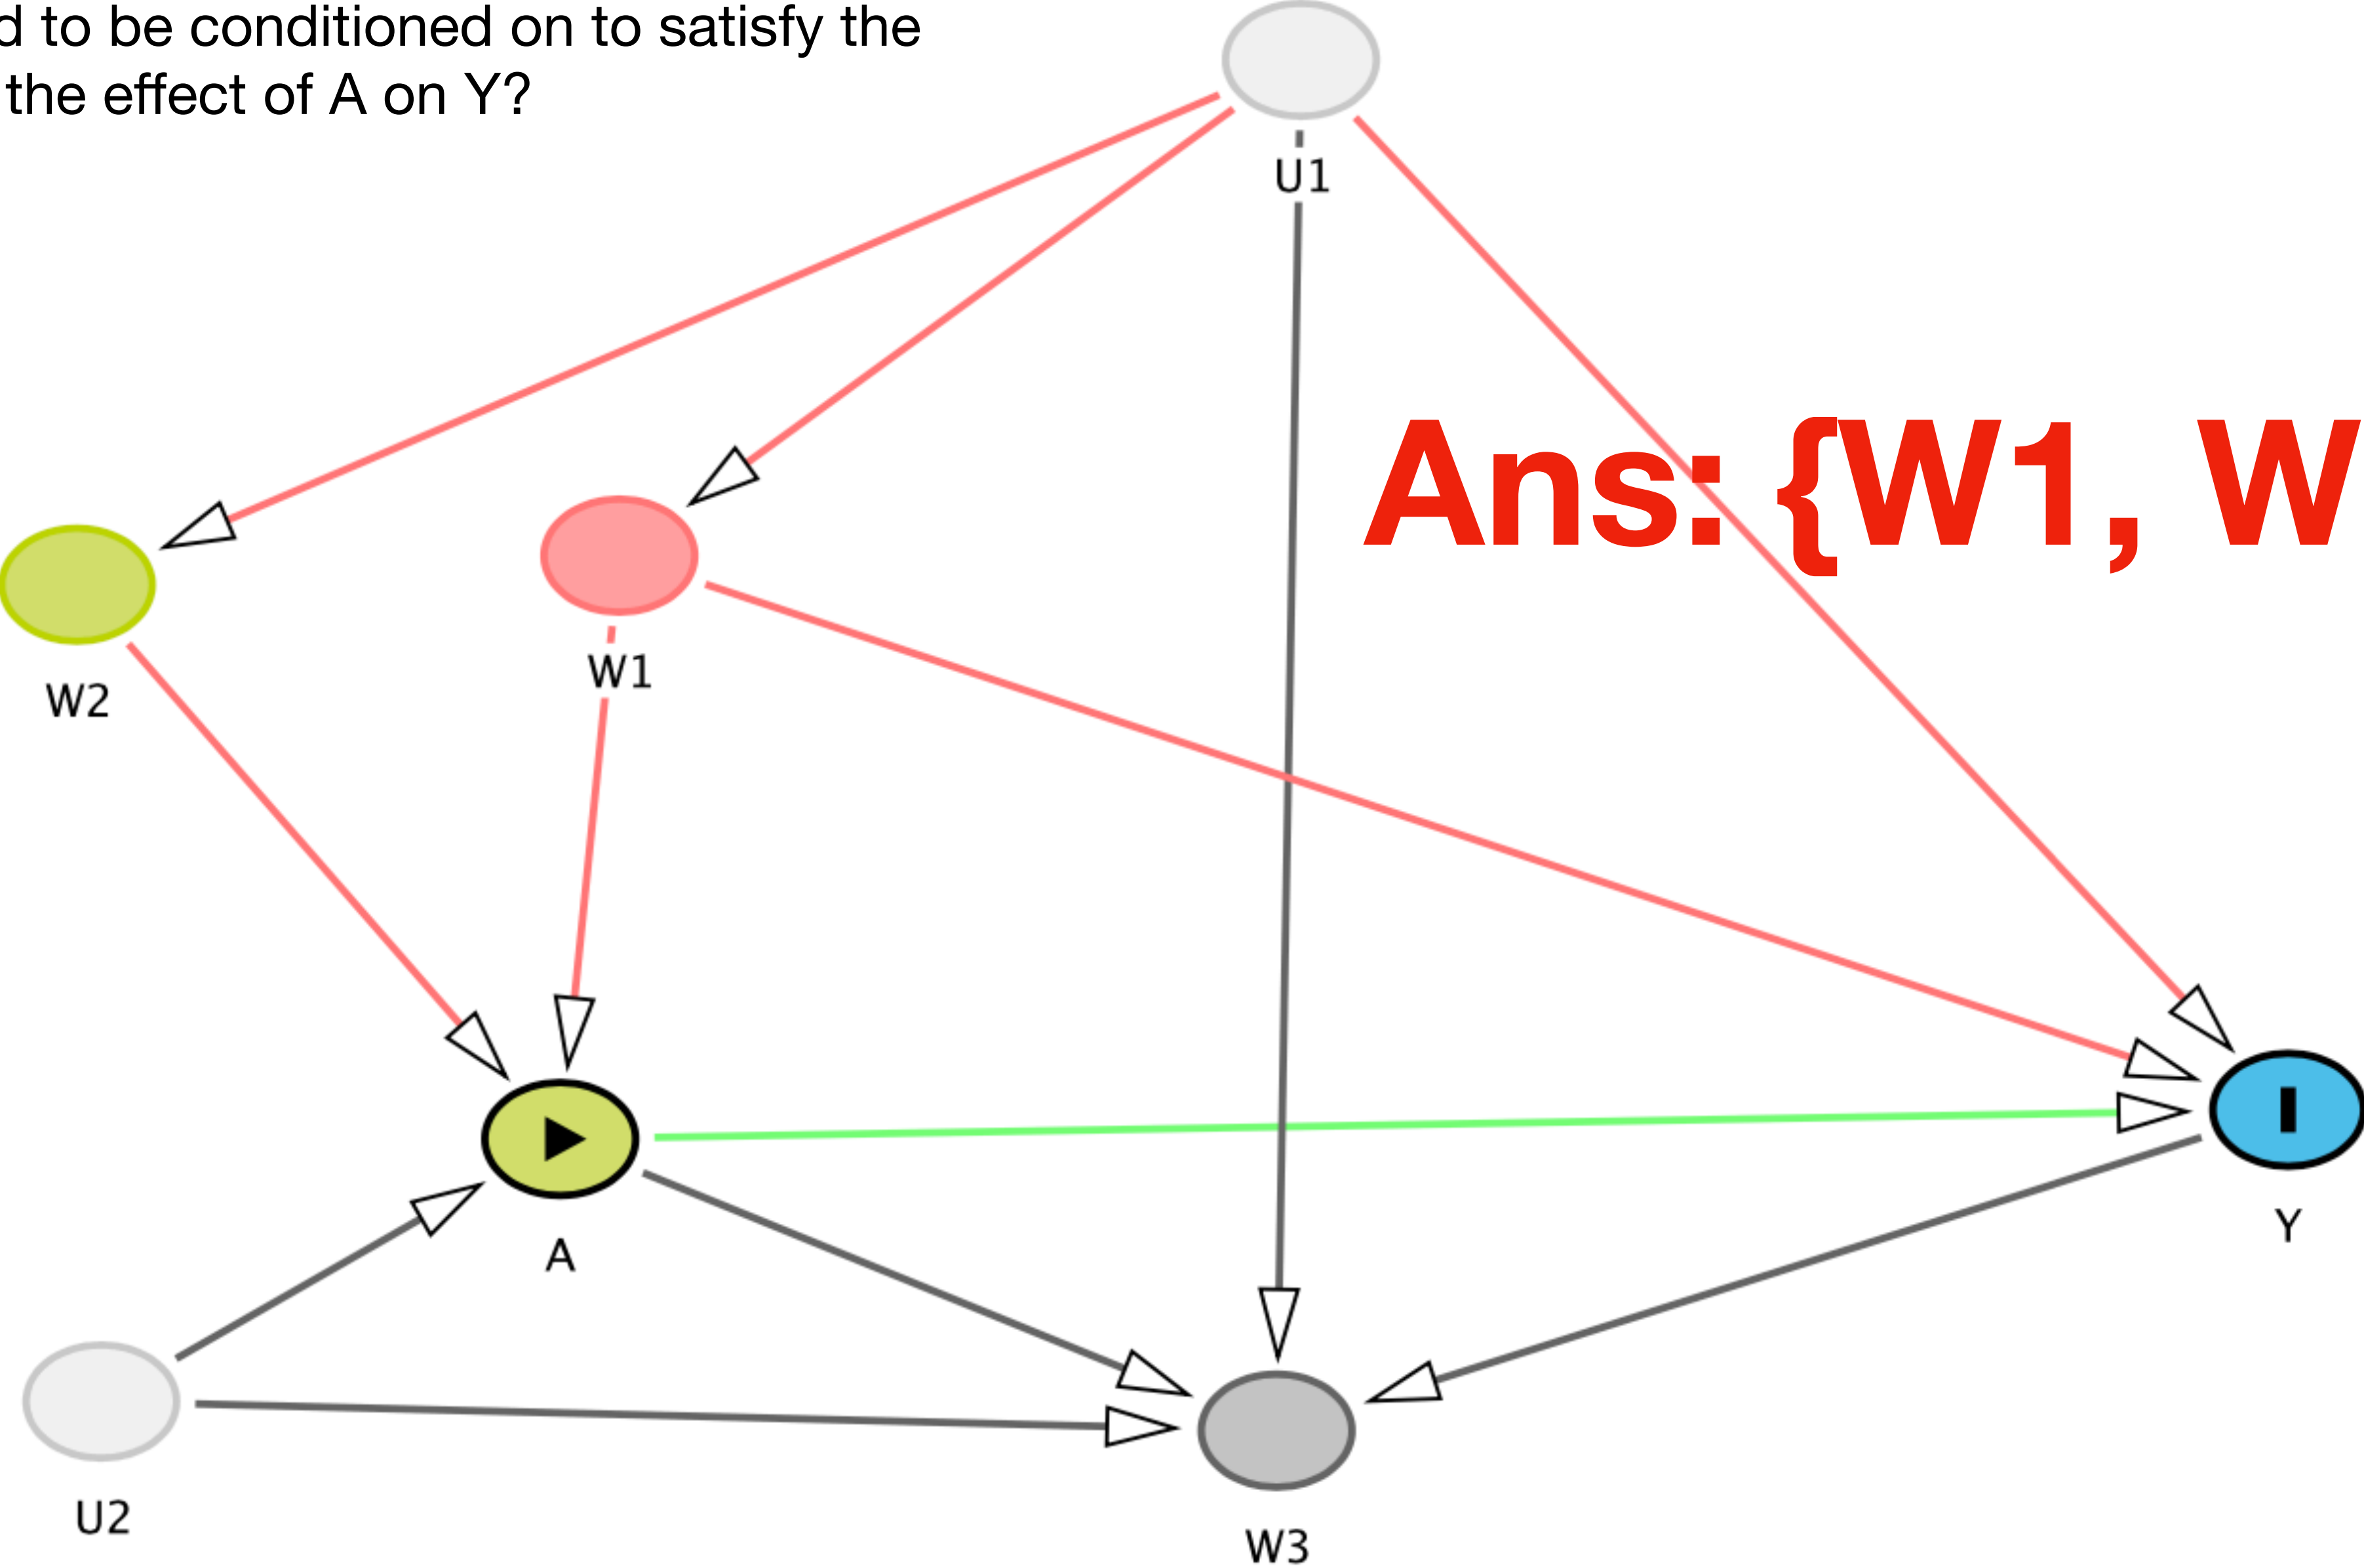 to be conditioned on to satisfy the
the effect of A on Y?
U1
Ans: {W1, W
W1
W2
A
Y
U2
W3